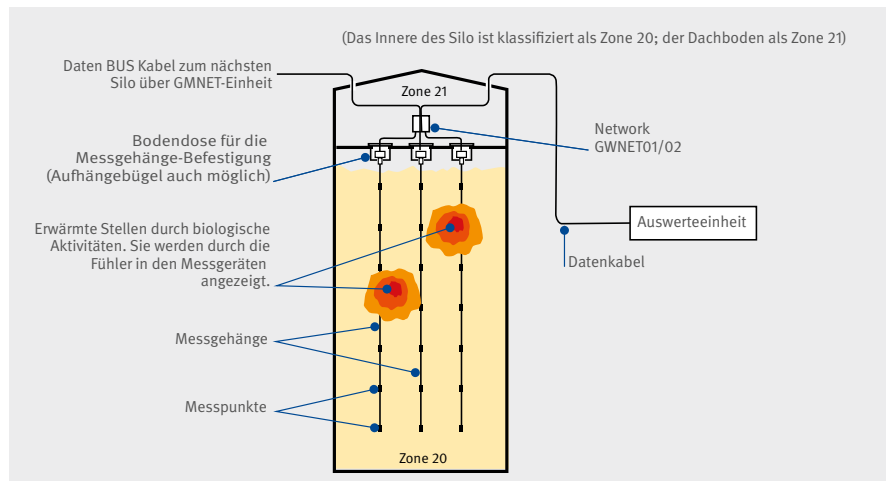 (Das Innere des Silo ist klassifiziert als Zone 20; der Dachboden als Zone 21)
Daten BUS Kabel zum nächsten
Silo über GMNET-Einheit
Zone 21
Network
GWNET01/02
Bodendose für die
Messgehänge-Befestigung
(Aufhängebügel auch möglich)
Auswerteeinheit
Erwärmte Stellen durch biologische
Aktivitäten. Sie werden durch die
Fühler in den Messgeräten
angezeigt.
Datenkabel
Messgehänge
Messpunkte
Zone 20